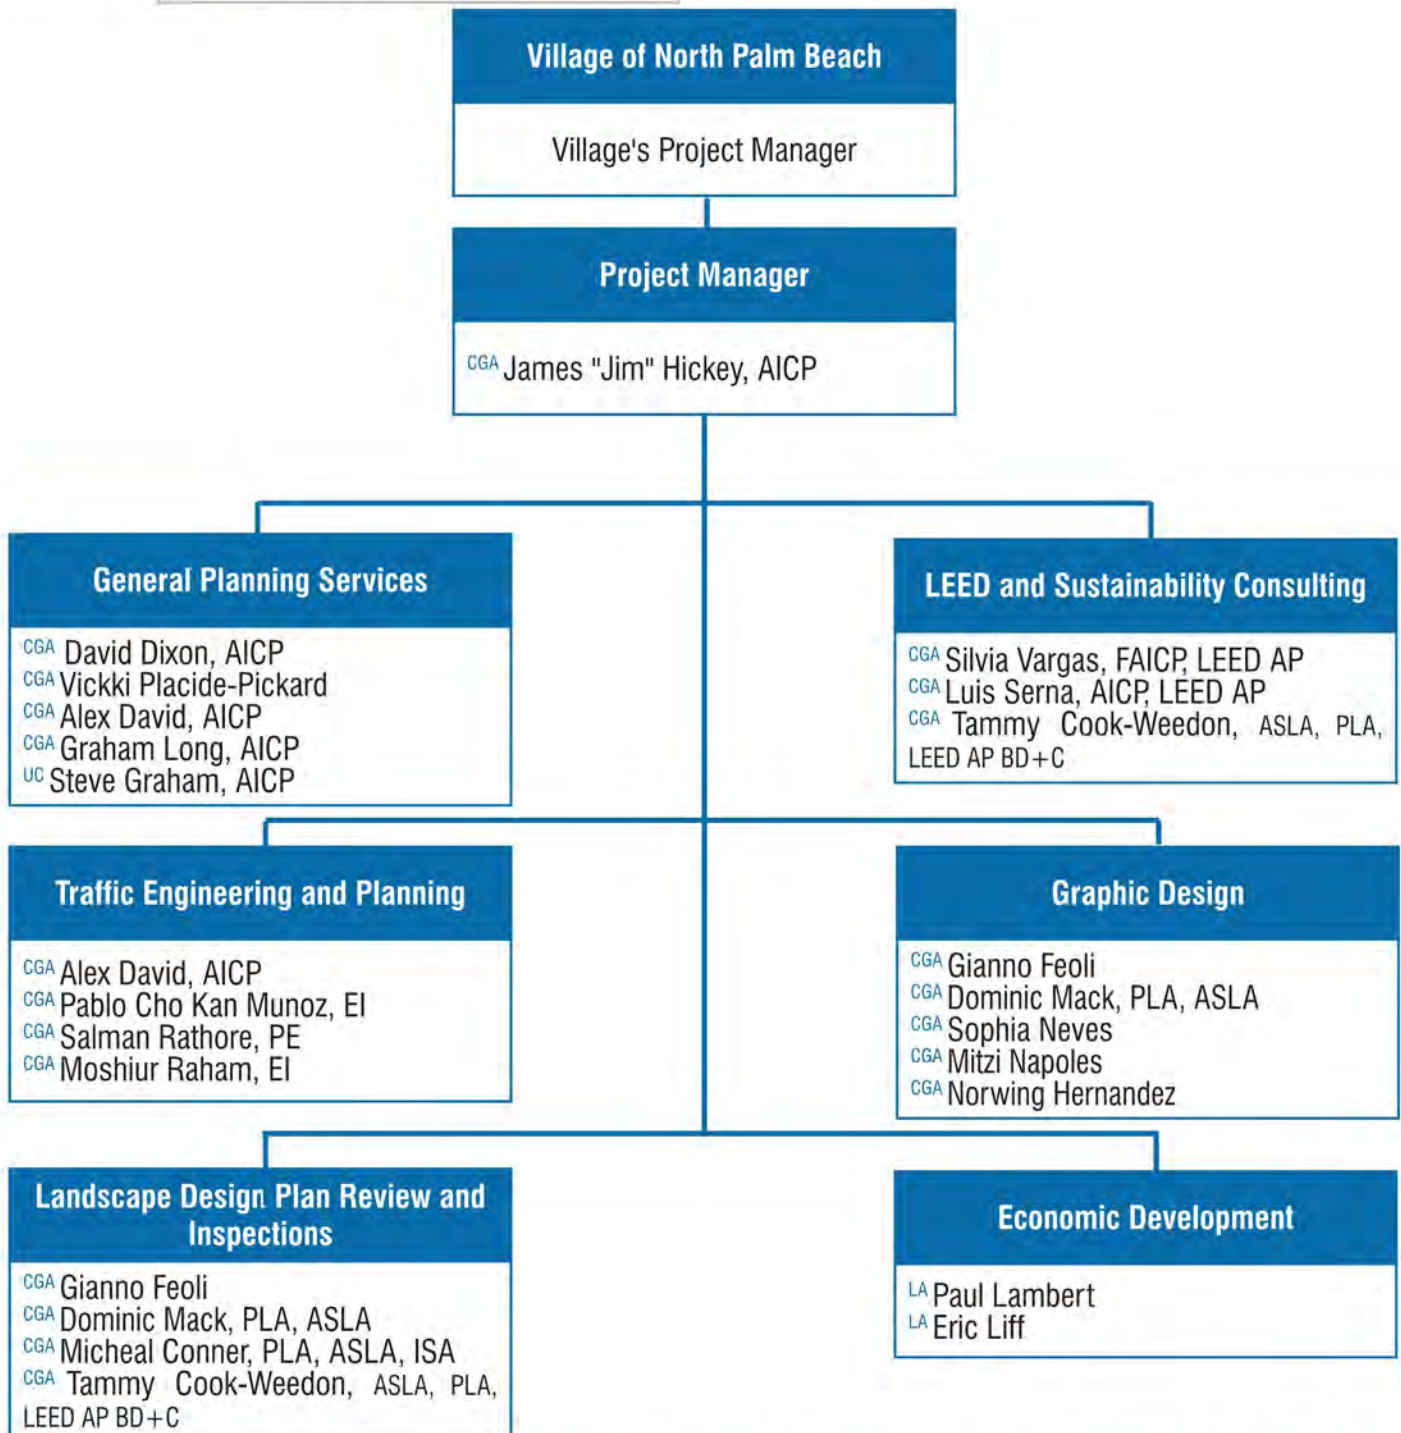 Village of North Palm Beach
Village's Project Manager
Project Manager
CGA James "Jim" Hickey, AICP
General Planning Services
CGA David Dixon, AICP
CGA Vickki Placide-Pickard
CGA Alex David, AICP
CGA Graham Long, AICP
UC Steve Graham, AICP
LEED and Sustainability Consulting
CGA Silvia Vargas, FAICP, LEED AP
CGA Luis Serna, AICP, LEED AP
CGA Tammy Cook-Weedon, ASLA, PLA,
LEED AP BD+C
Traffic Engineering and Planning
CGA Alex David, AICP
CGA Pablo Cho Kan Munoz, EI
CGA Salman Rathore, PE
CGA Moshiur Raham, EI
Graphic Design
CGA Gianno Feoli
CGA Dominic Mack, PLA, ASLA
CGA Sophia Neves
CGA Mitzi Napoles
CGA Norwing Hernandez
Landscape Design Plan Review and
Inspections
CGA Gianno Feoli
CGA Dominic Mack, PLA, ASLA
CGA Micheal Conner, PLA, ASLA, ISA
CGA Tammy Cook-Weedon, ASLA, PLA,
LEED AP BD+C
Economic Development
LA Paul Lambert
LA Eric Liff